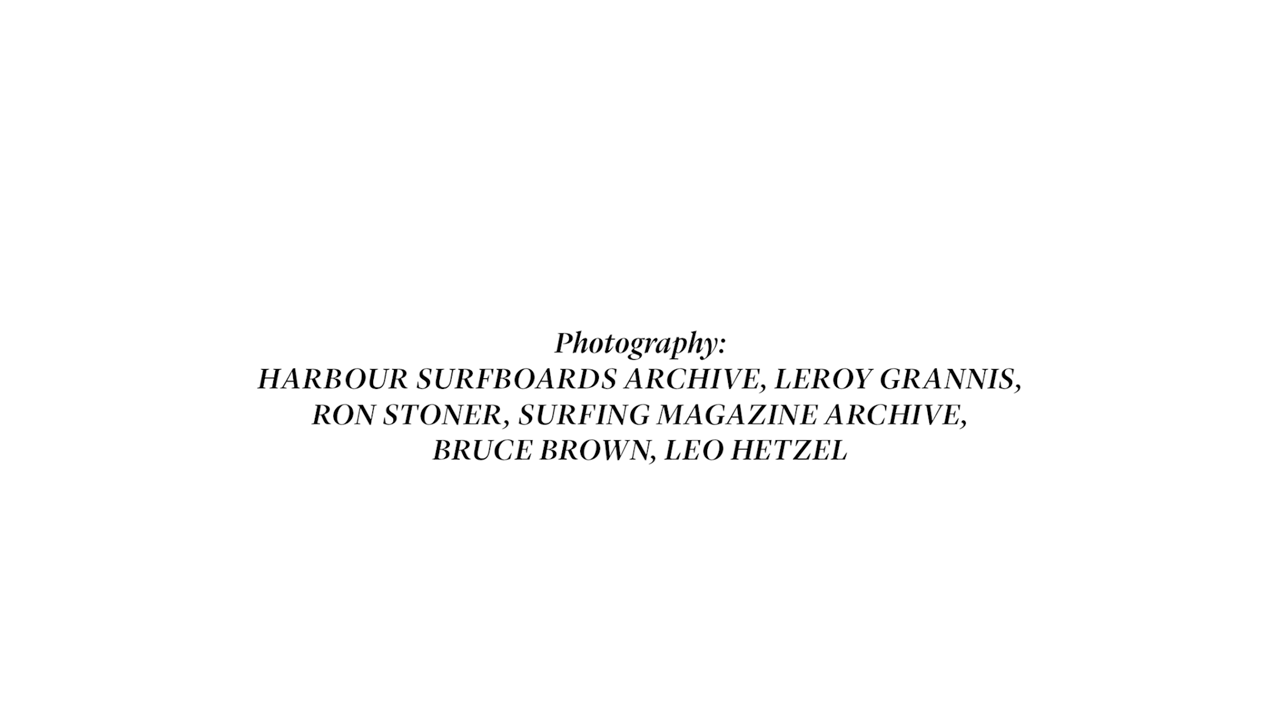 Photography:
HARBOUR SURFBOARDS ARCHIVE, LEROY GRANNIS,
RON STONER, SURFING MAGAZINE ARCHIVE,
BRUCE BROWN, LEO HETZEL